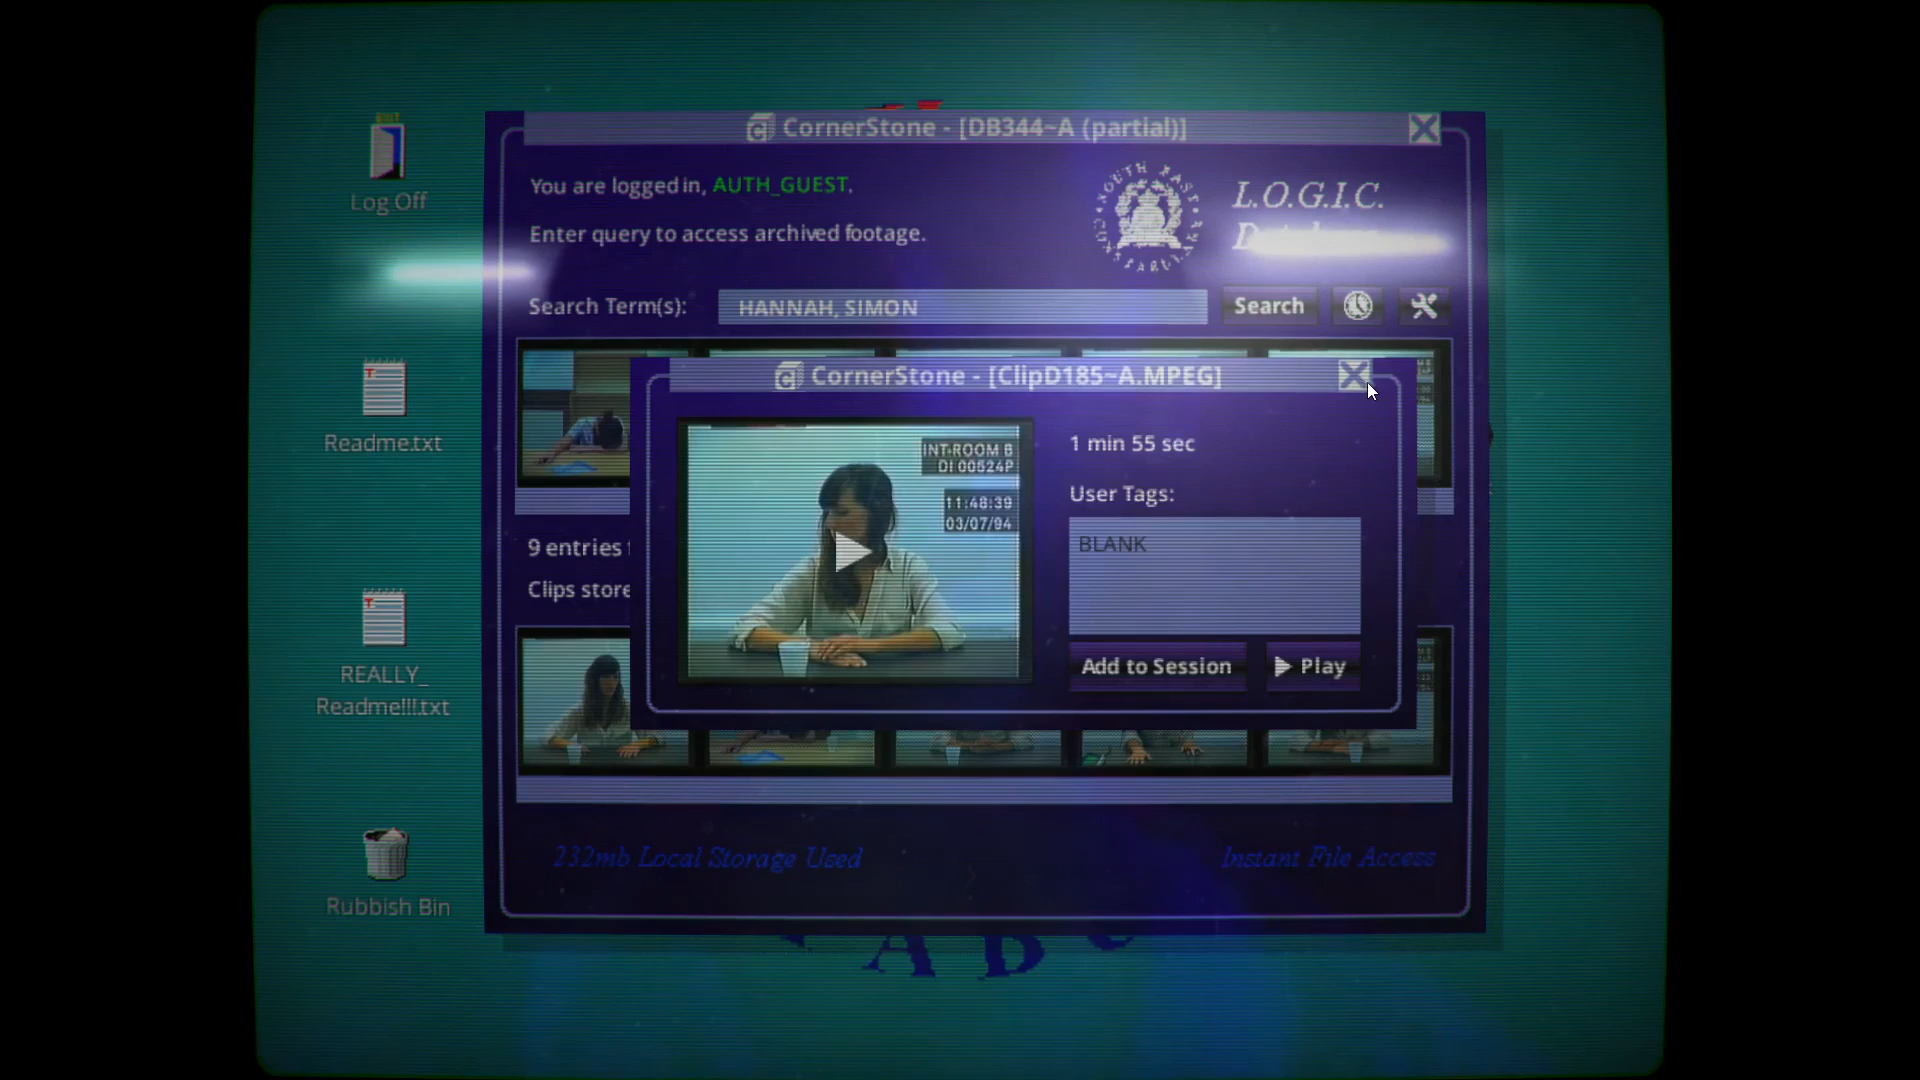 CornerStone - [DB344~A (partial)]
You are logged in, AUTH_GUEST.
Enter query to access archived footage.
SOUTH EAST
L.O.G.I.C.
Search Term(s):
HANNAH, SIMON
Search
CornerStone - [ClipD185~A.MPEG]
INT-ROOM B
DI 00524P
11:48:39
03/07/94
1 min 55 sec
User Tags:
BLANK
Add to Session
Play
9 entries
Clips store
232mb Local Storage Used
Instant File Access
Log Off
Readme.txt
REALLY_
Readme!!!.txt
Rubbish Bin
A B